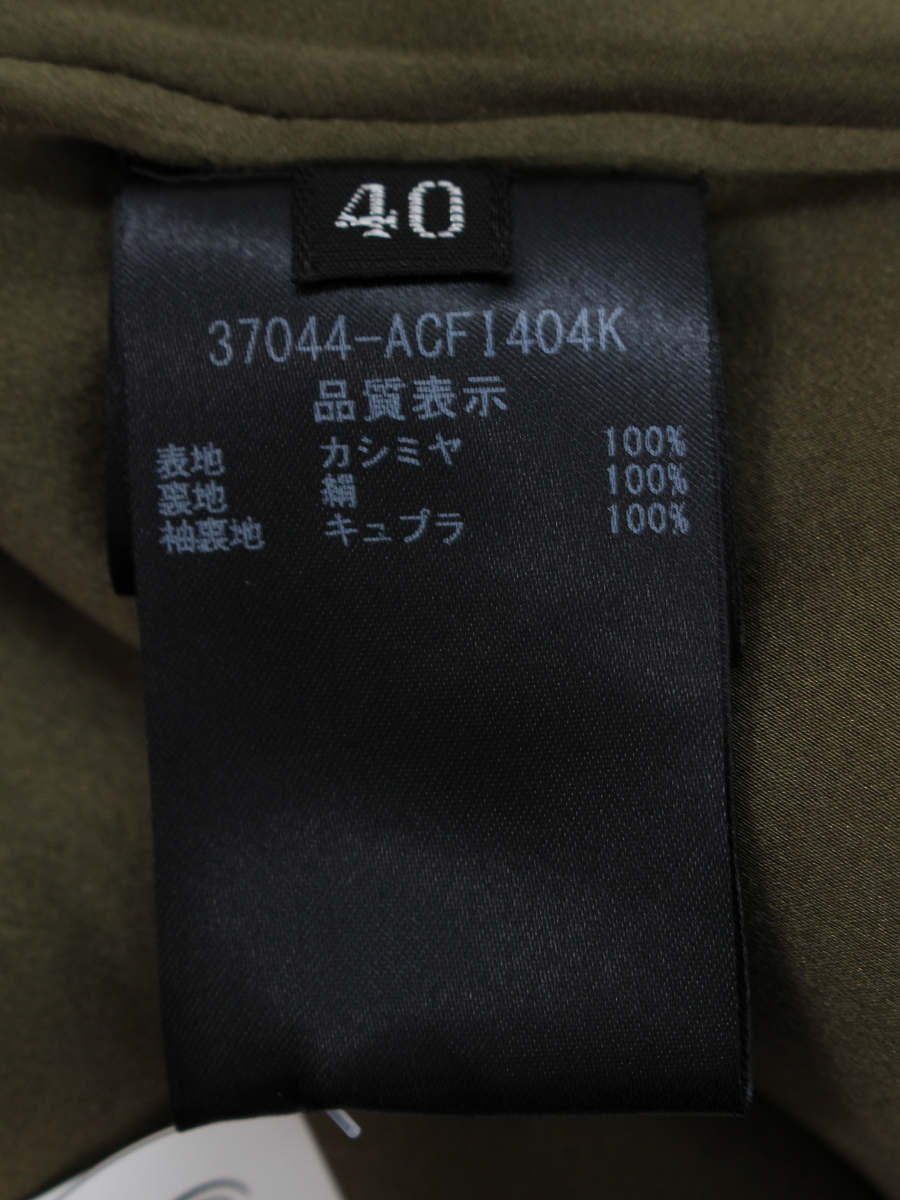 40
37044-ACFI404K
品質表示
表地 カシミヤ 100%
裏地 絹 100%
袖裏地 キュプラ 100%